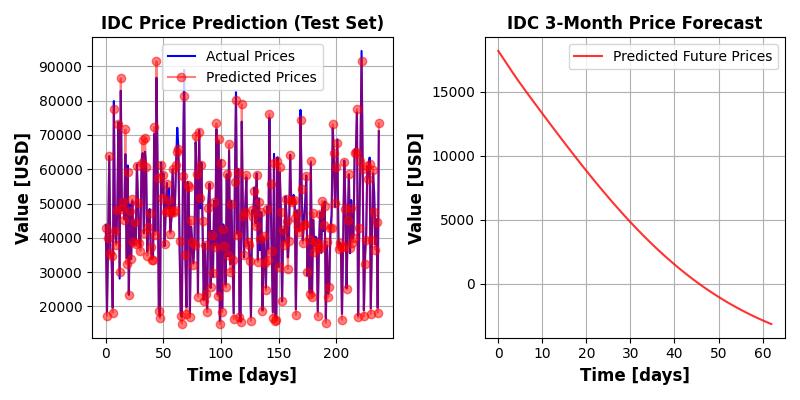 IDC Price Prediction (Test Set)
Actual Prices
Predicted Prices
Value [USD]
90000
80000
70000
60000
50000
40000
30000
20000
0
50
100
150
200
Time [days]
IDC 3-Month Price Forecast
Predicted Future Prices
Value [USD]
15000
10000
5000
0
0
10
20
30
40
50
60
Time [days]